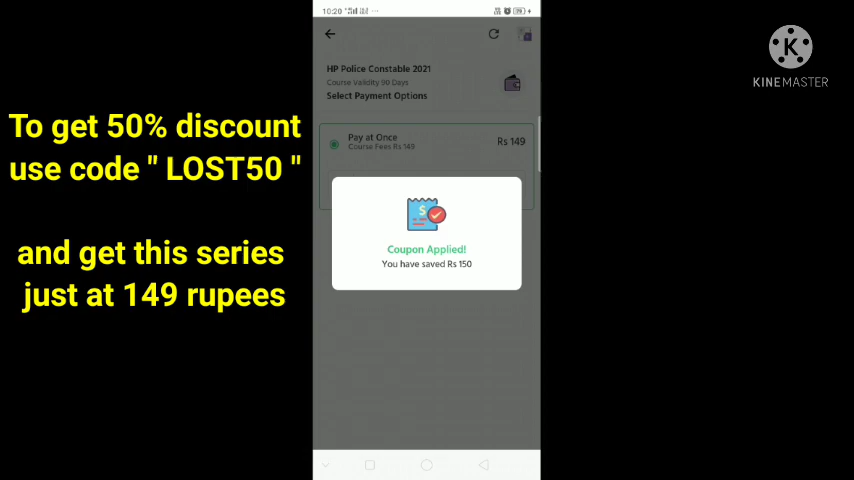 10:20
HP Police Constable 2021
Course Validity 90 Days
Select Payment Options
Pay at Once
Course Fees Rs 149
Rs 149
Coupon Applied!
You have saved Rs 150
To get 50% discount
use code " LOST50 "
and get this series
just at 149 rupees
K
KINEMASTER